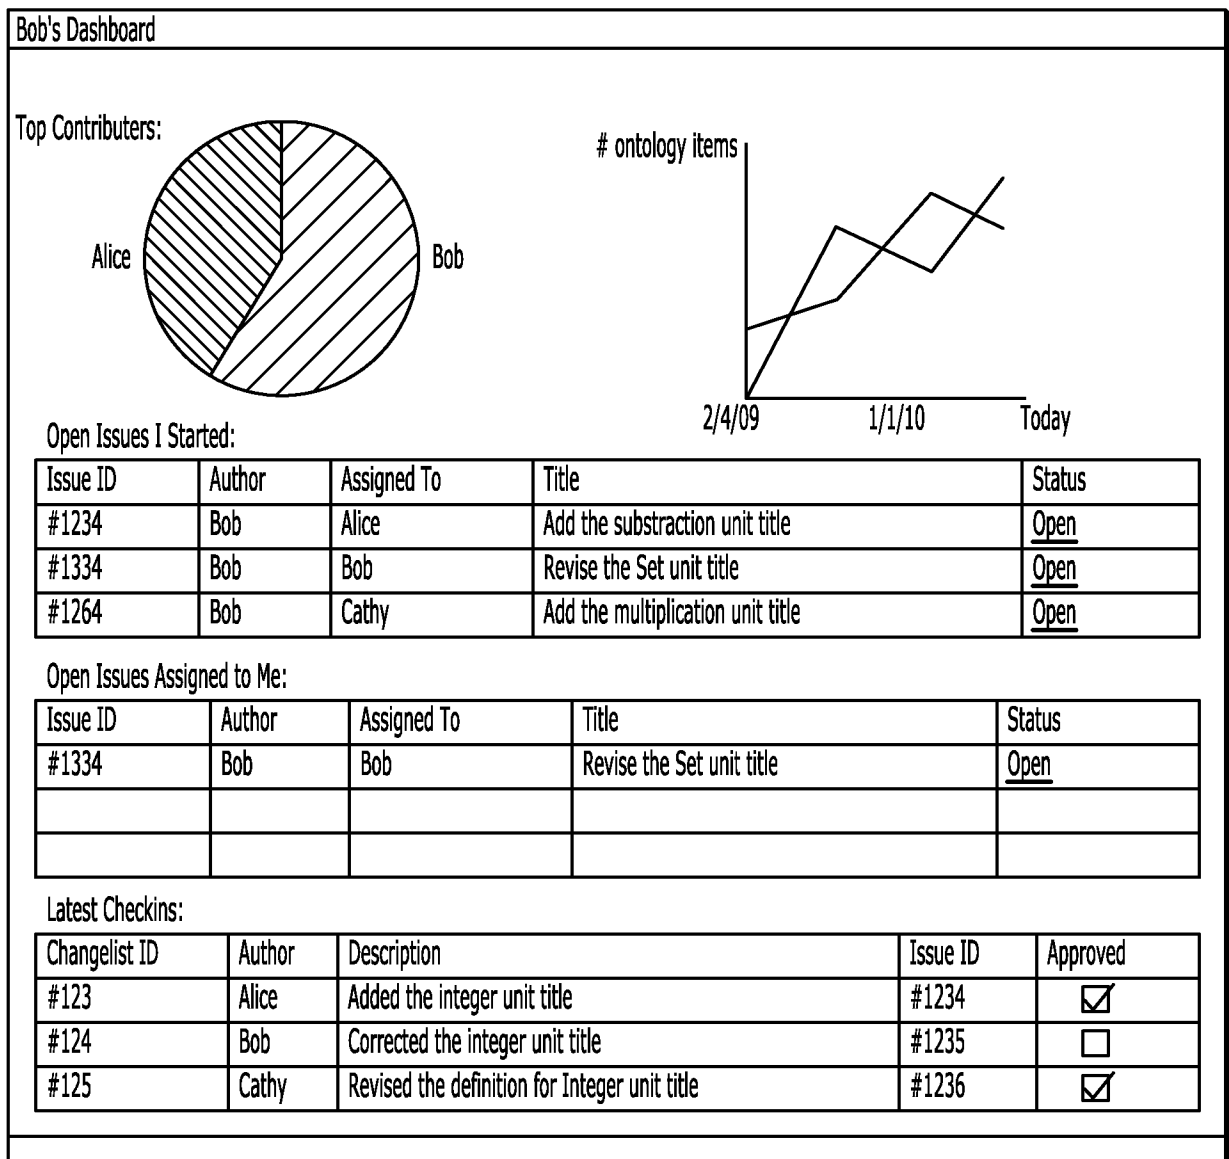 Bob's Dashboard
Top Contributers:
Alice
Bob
# ontology items
2/4/09 1/1/10 Today
Open Issues I Started:
Issue ID Author Assigned To Title Status
#1234 Bob Alice Add the substraction unit title Open
#1334 Bob Bob Revise the Set unit title Open
#1264 Bob Cathy Add the multiplication unit title Open
Open Issues Assigned to Me:
Issue ID Author Assigned To Title Status
#1334 Bob Bob Revise the Set unit title Open
Latest Checkins:
Changelist ID Author Description Issue ID Approved
#123 Alice Added the integer unit title #1234
#124 Bob Corrected the integer unit title #1235
#125 Cathy Revised the definition for Integer unit title #1236